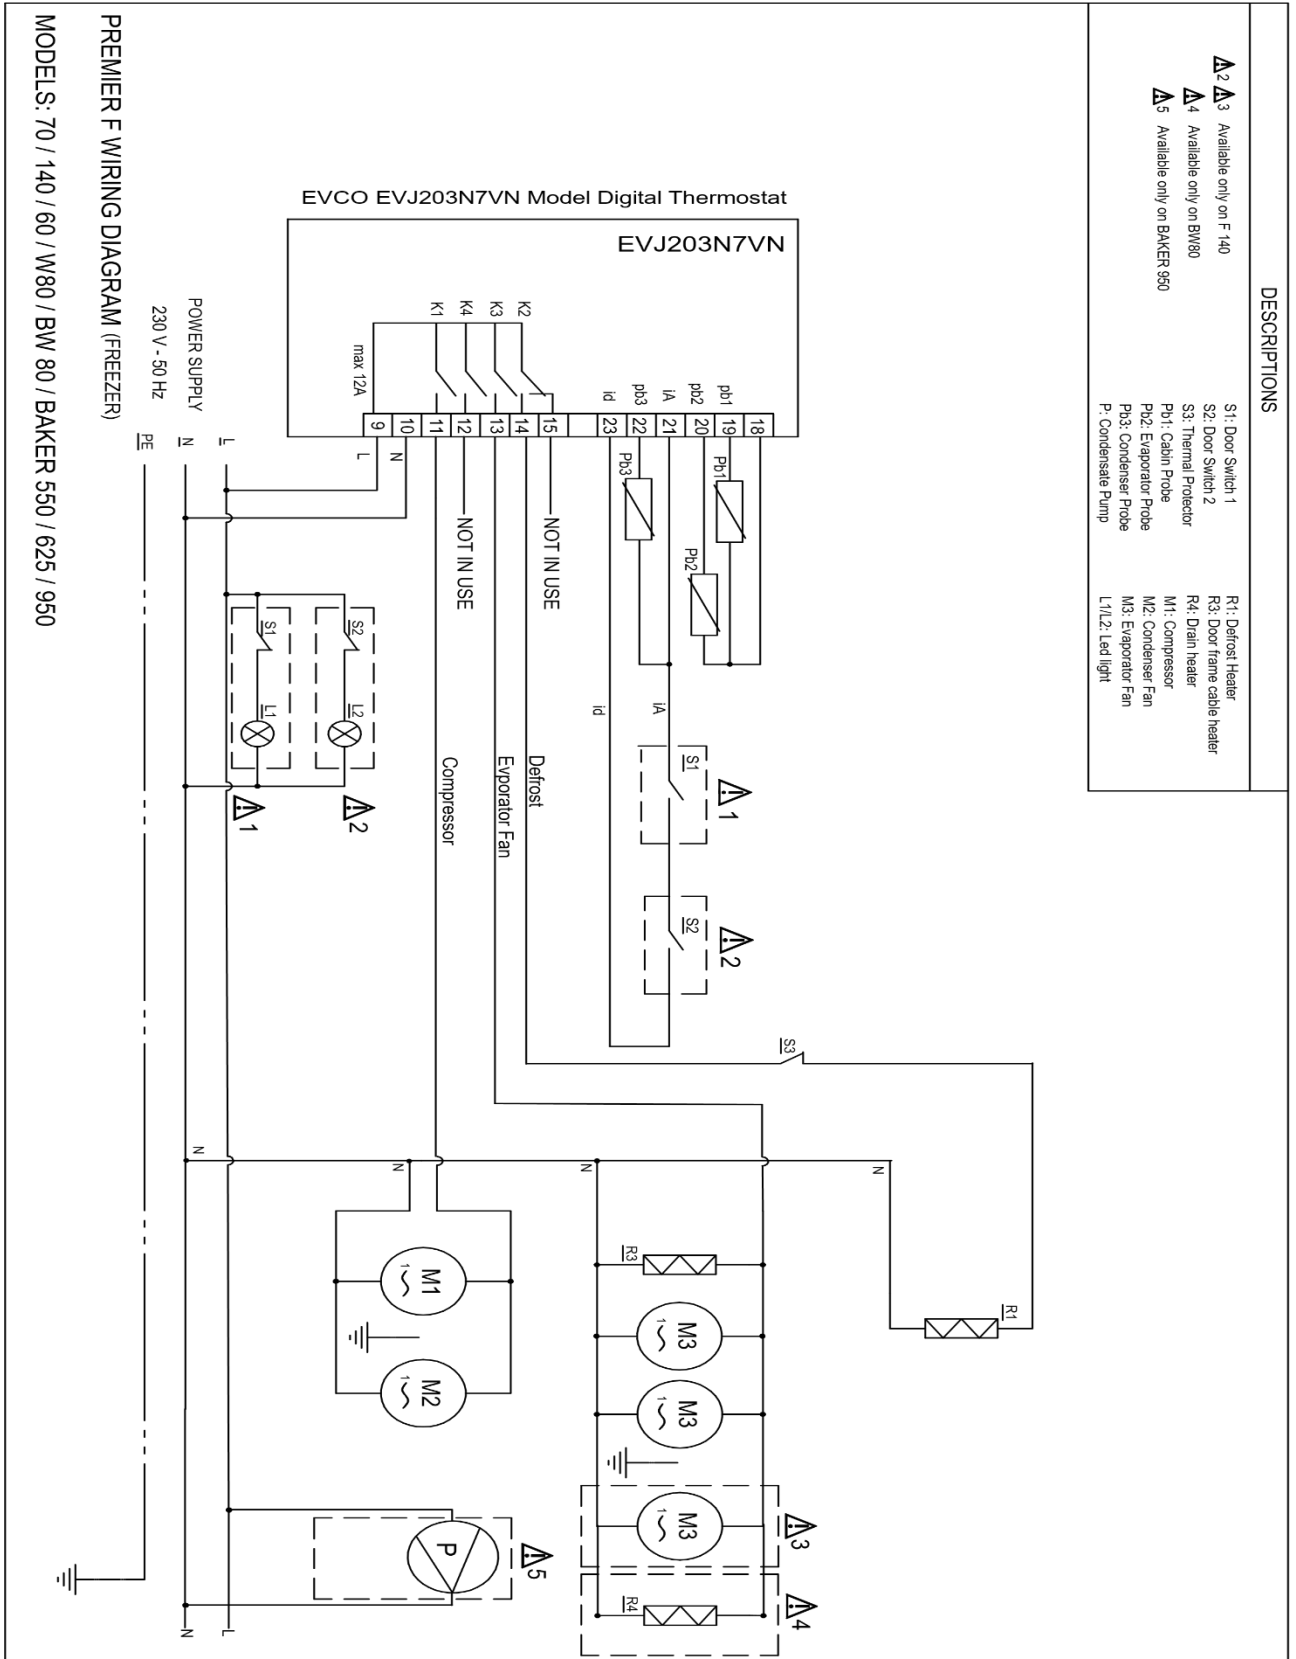 DESCRIPTIONS
2 3 Available only on F 140
4 Available only on BW80
5 Available only on BAKER 950
S1: Door Switch 1
S2: Door Switch 2
S3: Thermal Protector
Pb1: Cabin Probe
Pb2: Evaporator Probe
Pb3: Condenser Probe
P: Condensate Pump
R1: Defrost Heater
R3: Door frame cable heater
R4: Drain heater
M1: Compressor
M2: Condenser Fan
M3: Evaporator Fan
L1/L2: Led light
EVCO EVJ203N7VN Model Digital Thermostat
EVJ203N7VN
K1
K4
K3
K2
max 12A
id
pb3
iA
pb2
pb1
9
10
11
12
13
14
15
23
22
21
20
19
18
L
N
NOT IN USE
NOT IN USE
Pb3
Pb1
Pb2
id
iA
S1
1
S2
2
Compressor
Evporator Fan
Defrost
S3
S1
L1
1
S2
L2
2
N
N
N
N
R1
R3
M1
1
M2
1
M3
1
M3
1
M3
1
3
R4
4
P
5
L
N
POWER SUPPLY
230 V - 50 Hz
L
N
PE
PREMIER F WIRING DIAGRAM (FREEZER)
MODELS: 70 / 140 / 60 / W80 / BW 80 / BAKER 550 / 625 / 950